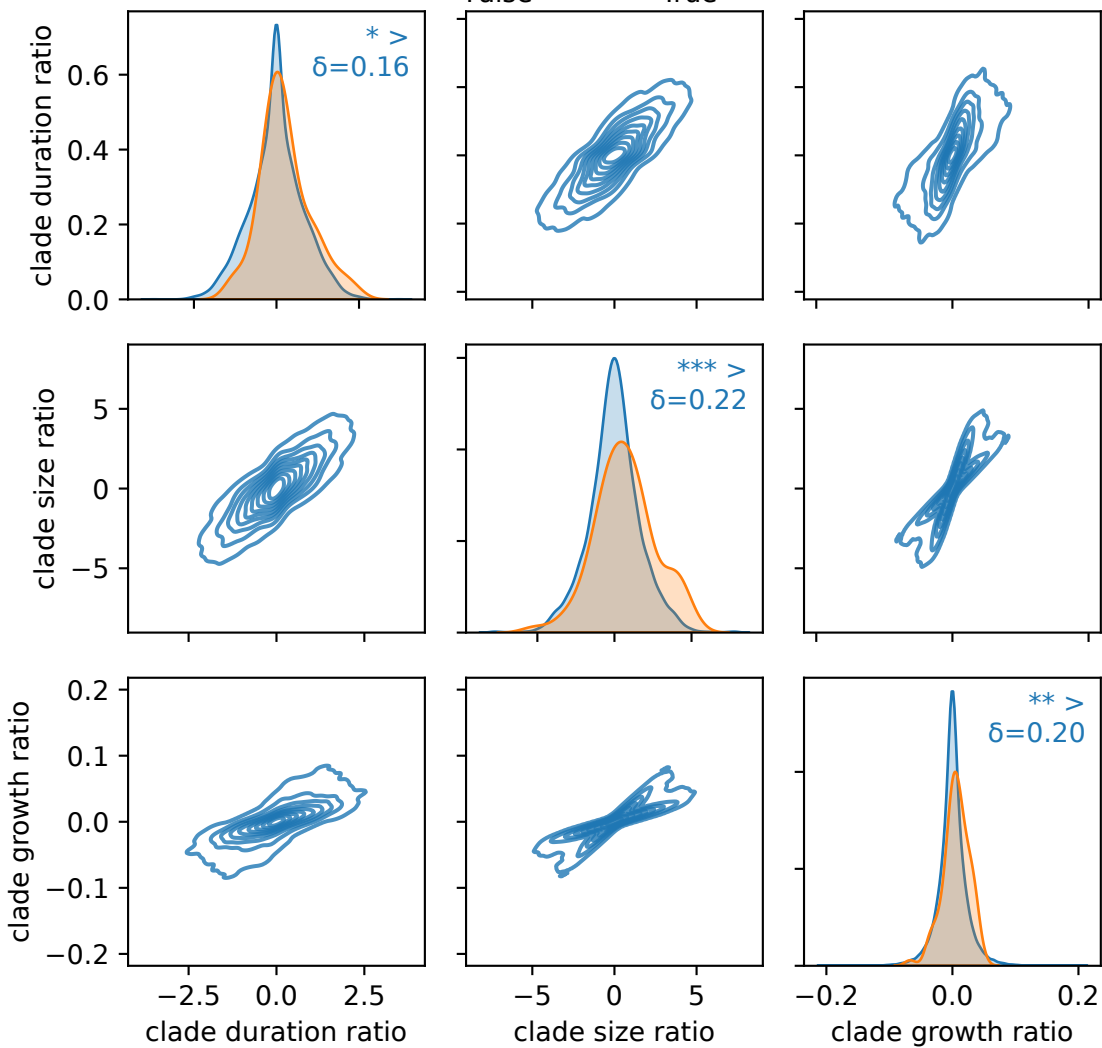 clade duration ratio
0.6
0.4
0.2
0.0
* >
δ=0.16
clade size ratio
5
0
−5
*** >
δ=0.22
clade growth ratio
0.2
0.1
0.0
−0.1
−0.2
** >
δ=0.20
−2.5 0.0 2.5
−5 0 5
−0.2 0.0 0.2
clade duration ratio
clade size ratio
clade growth ratio